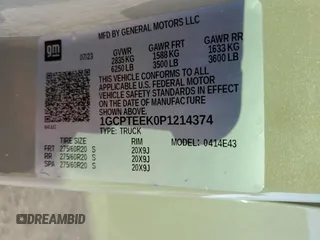 MFD BY GENERAL MOTORS LLC
gm
07/23
GVWR GAWR FRT GAWR RR
2835 KG 1588 KG 1633 KG
6250 LB 3500 LB 3600 LB
THIS VEHICLE CONFORMS TO ALL
APPLICABLE U.S. FEDERAL MOTOR
VEHICLE SAFETY STANDARDS IN
EFFECT ON THE DATE OF MANUFACTURE
SHOWN ABOVE.
1GCPTEEK0P1214374
TYPE: TRUCK
MODEL: 0414E43
TIRE SIZE RIM
FRT 275/60R20 S 20X9J
RR 275/60R20 S 20X9J
SPA 275/60R20 S 20X9J
DREAMBID